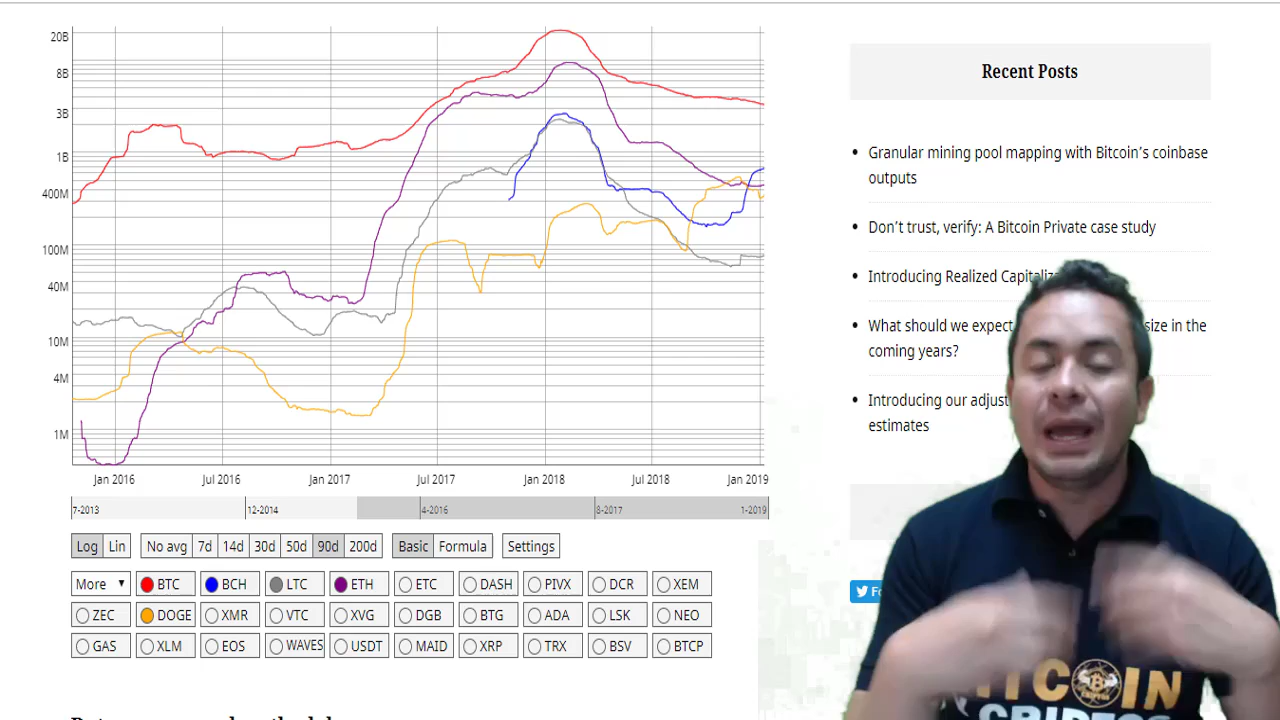 20B
8B
3B
1B
400M
100M
40M
10M
4M
1M
Jan 2016
Jul 2016
Jan 2017
Jul 2017
Jan 2018
Jul 2018
Jan 2019
7-2013
12-2014
4-2016
8-2017
1-2019
Log Lin
No avg 7d 14d 30d 50d 90d 200d
Basic Formula
Settings
More ▼ BTC BCH LTC ETH ETC DASH PIVX DCR XEM
ZEC DOGE XMR VTC XVG DGB BTG ADA LSK NEO
GAS XLM EOS WAVES USDT MAID XRP TRX BSV BTCP
Recent Posts
Granular mining pool mapping with Bitcoin's coinbase
outputs
Don't trust, verify: A Bitcoin Private case study
Introducing Realized
What should we expect size in the
coming years?
Introducing our
estimates